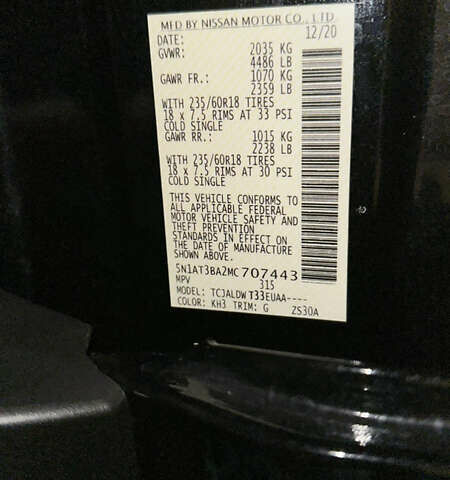 MFD BY NISSAN MOTOR CO., LTD.
DATE: 12/20
GVWR: 2035 KG
4486 LB
GAWR FR.: 1070 KG
2359 LB
WITH 235/60R18 TIRES
18 x 7.5 RIMS AT 33 PSI
COLD SINGLE
GAWR RR.: 1015 KG
2238 LB
WITH 235/60R18 TIRES
18 x 7.5 RIMS AT 30 PSI
COLD SINGLE
THIS VEHICLE CONFORMS TO
ALL APPLICABLE FEDERAL
MOTOR VEHICLE SAFETY AND
THEFT PREVENTION
STANDARDS IN EFFECT ON
THE DATE OF MANUFACTURE
SHOWN ABOVE.
5N1AT3BA2MC707443
MPV 315
MODEL: TCJALDWT33EUAA----
COLOR: KH3 TRIM: G ZS30A